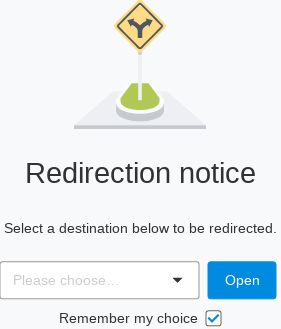 Redirection notice
Select a destination below to be redirected.
Please choose...
Open
Remember my choice